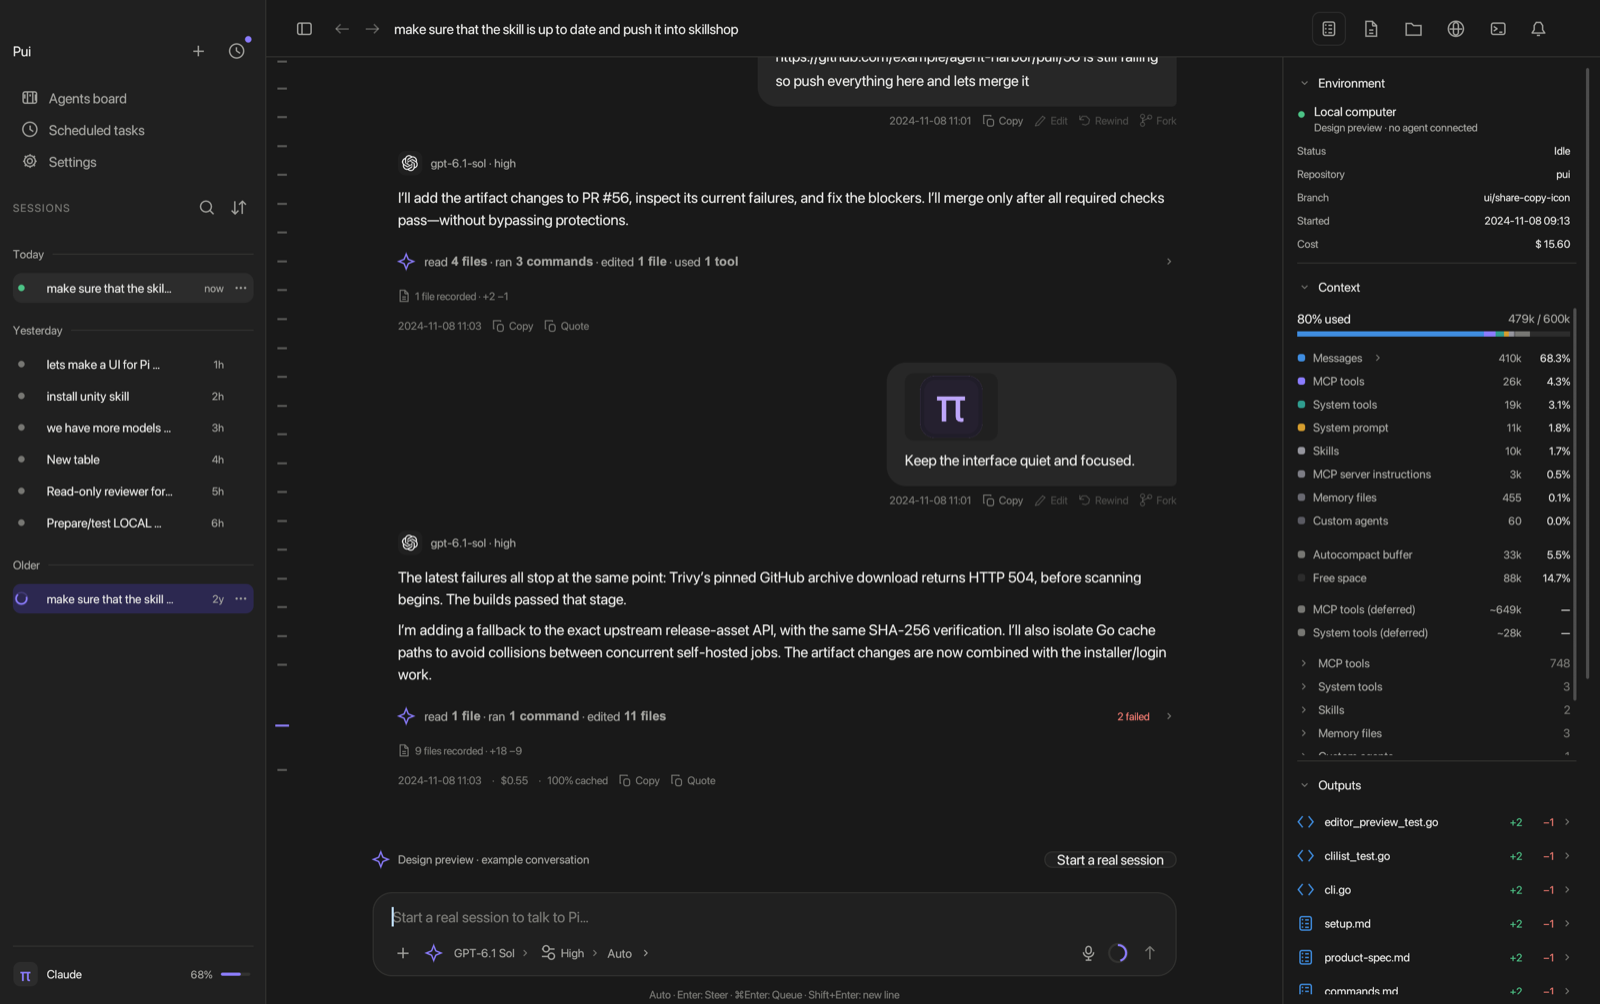 Pui
Agents board
Scheduled tasks
Settings
SESSIONS
Today
make sure that the skil... now
Yesterday
lets make a UI for Pi ... 1h
install unity skill 2h
we have more models ... 3h
New table 4h
Read-only reviewer for... 5h
Prepare/test LOCAL ... 6h
Older
make sure that the skill ... 2y
π Claude 68%
make sure that the skill is up to date and push it into skillshop
https://github.com/example/agent-harbor/pull/56 is still failing
so push everything here and lets merge it
2024-11-08 11:01 Copy Edit Rewind Fork
gpt-6.1-sol · high
I'll add the artifact changes to PR #56, inspect its current failures, and fix the blockers. I'll merge only after all required checks
pass—without bypassing protections.
read 4 files · ran 3 commands · edited 1 file · used 1 tool
1 file recorded · +2 −1
2024-11-08 11:03 Copy Quote
π
Keep the interface quiet and focused.
2024-11-08 11:01 Copy Edit Rewind Fork
gpt-6.1-sol · high
The latest failures all stop at the same point: Trivy's pinned GitHub archive download returns HTTP 504, before scanning
begins. The builds passed that stage.
I'm adding a fallback to the exact upstream release-asset API, with the same SHA-256 verification. I'll also isolate Go cache
paths to avoid collisions between concurrent self-hosted jobs. The artifact changes are now combined with the installer/login
work.
read 1 file · ran 1 command · edited 11 files 2 failed
9 files recorded · +18 −9
2024-11-08 11:03 · $0.55 · 100% cached Copy Quote
Design preview · example conversation Start a real session
Start a real session to talk to Pi...
GPT-6.1 Sol High Auto
Auto · Enter: Steer · ⌘Enter: Queue · Shift+Enter: new line
Environment
Local computer
Design preview · no agent connected
Status Idle
Repository pui
Branch ui/share-copy-icon
Started 2024-11-08 09:13
Cost $ 15.60
Context
80% used 479k / 600k
Messages 410k 68.3%
MCP tools 26k 4.3%
System tools 19k 3.1%
System prompt 11k 1.8%
Skills 10k 1.7%
MCP server instructions 3k 0.5%
Memory files 455 0.1%
Custom agents 60 0.0%
Autocompact buffer 33k 5.5%
Free space 88k 14.7%
MCP tools (deferred) ~649k —
System tools (deferred) ~28k —
MCP tools 748
System tools 3
Skills 2
Memory files 3
Custom agents 1
Outputs
editor_preview_test.go +2 −1
clilist_test.go +2 −1
cli.go +2 −1
setup.md +2 −1
product-spec.md +2 −1
commands.md +2 −1